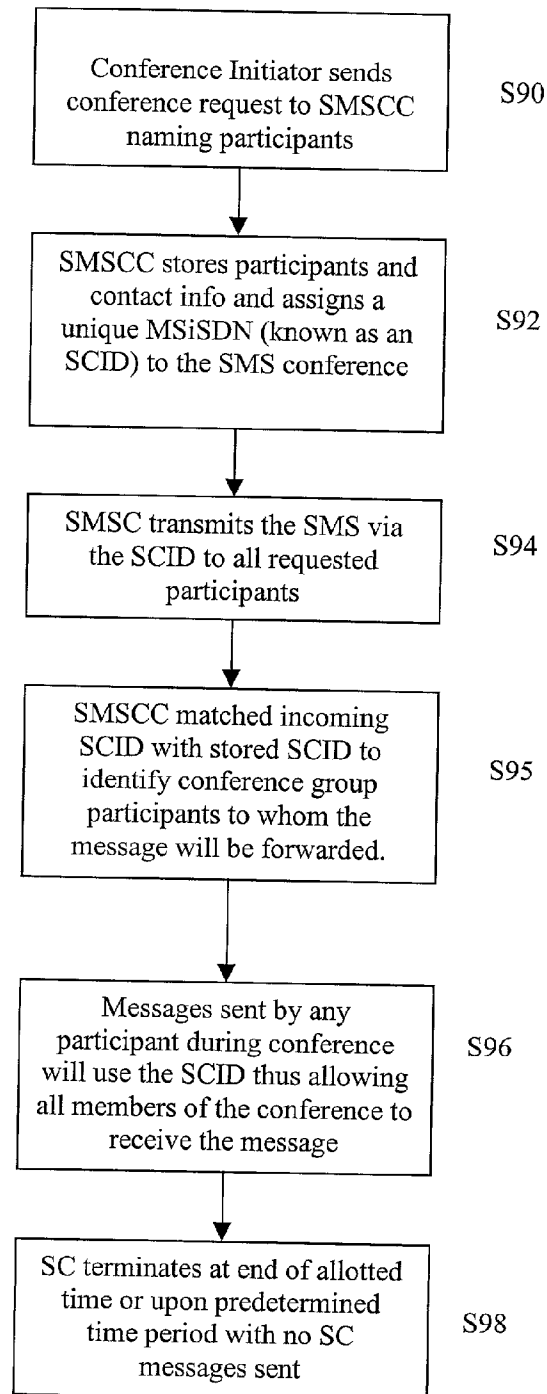 Conference Initiator sends
conference request to SMSCC
naming participants
S90
SMSCC stores participants and
contact info and assigns a
unique MSiSDN (known as an
SCID) to the SMS conference
S92
SMSC transmits the SMS via
the SCID to all requested
participants
S94
SMSCC matched incoming
SCID with stored SCID to
identify conference group
participants to whom the
message will be forwarded.
S95
Messages sent by any
participant during conference
will use the SCID thus allowing
all members of the conference to
receive the message
S96
SC terminates at end of allotted
time or upon predetermined
time period with no SC
messages sent
S98